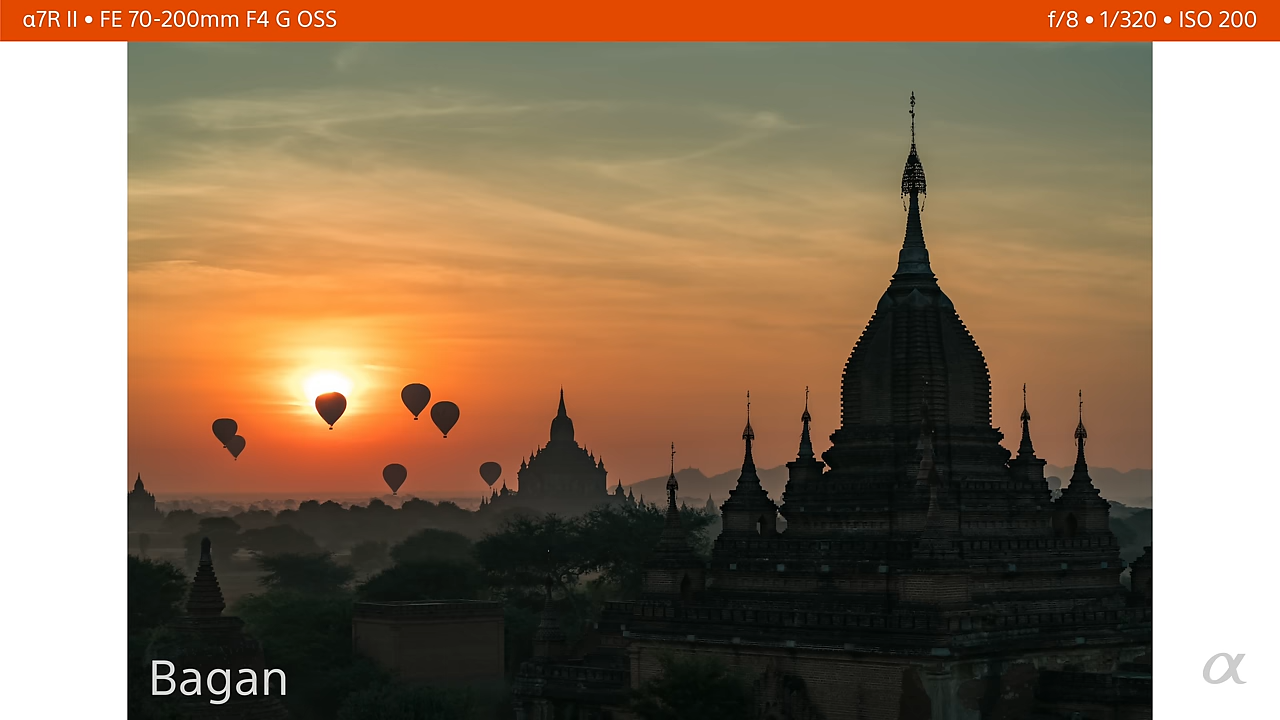 α7R II • FE 70-200mm F4 G OSS
f/8 • 1/320 • ISO 200
Bagan
α